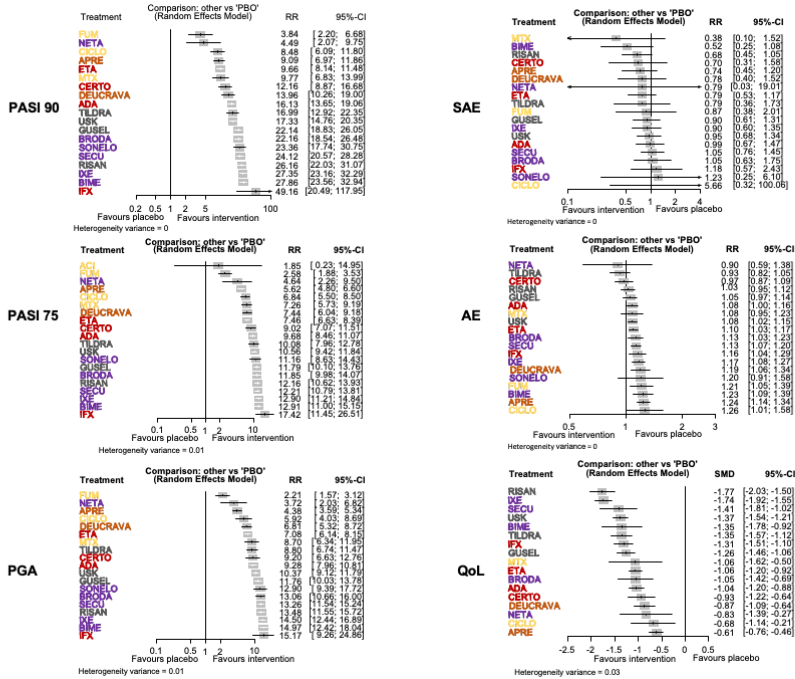 PASI 90
Comparison: other vs 'PBO'
Treatment (Random Effects Model) RR 95%-CI
FUM 3.84 [2.20; 6.68]
NETA 4.49 [2.07; 9.75]
CICLO 8.48 [6.09; 11.80]
APRE 9.09 [6.97; 11.86]
ETA 9.66 [8.14; 11.48]
MTX 9.77 [6.83; 13.99]
CERTO 12.16 [8.87; 16.68]
DEUCRAVA 13.96 [10.26; 19.00]
ADA 16.13 [13.65; 19.06]
TILDRA 16.99 [12.92; 22.35]
USK 17.33 [14.76; 20.35]
GUSEL 22.14 [18.83; 26.05]
BRODA 22.16 [18.54; 26.48]
SONELO 23.36 [17.74; 30.75]
SECU 24.12 [20.57; 28.28]
RISAN 26.16 [22.03; 31.07]
IXE 27.35 [23.16; 32.29]
BIME 27.86 [23.56; 32.94]
IFX 49.16 [20.49; 117.95]
0.1 1 2 5 100
Favours placebo Favours intervention
Heterogeneity variance = 0
SAE
Comparison: other vs 'PBO'
Treatment (Random Effects Model) RR 95%-CI
MTX 0.38 [0.10; 1.52]
BIME 0.52 [0.25; 1.08]
RISAN 0.68 [0.45; 1.05]
CERTO 0.70 [0.31; 1.58]
APRE 0.74 [0.45; 1.20]
DEUCRAVA 0.78 [0.40; 1.52]
NETA 0.79 [0.03; 19.01]
ETA 0.79 [0.53; 1.17]
TILDRA 0.79 [0.36; 1.73]
FUM 0.87 [0.38; 2.01]
GUSEL 0.90 [0.61; 1.31]
IXE 0.90 [0.60; 1.35]
USK 0.95 [0.68; 1.34]
ADA 0.99 [0.67; 1.47]
SECU 1.05 [0.76; 1.45]
BRODA 1.05 [0.63; 1.75]
IFX 1.18 [0.57; 2.43]
SONELO 1.23 [0.25; 6.10]
CICLO 5.66 [0.32; 100.06]
0.1 0.5 1 2 4
Favours intervention Favours placebo
Heterogeneity variance = 0
PASI 75
Comparison: other vs 'PBO'
Treatment (Random Effects Model) RR 95%-CI
ACI 1.85 [0.23; 14.95]
FUM 2.58 [1.88; 3.53]
NETA 4.64 [2.26; 9.50]
APRE 5.62 [4.80; 6.60]
CICLO 6.84 [5.50; 8.50]
MTX 7.26 [5.73; 9.19]
DEUCRAVA 7.44 [6.04; 9.18]
ETA 7.46 [6.63; 8.39]
CERTO 9.02 [7.07; 11.51]
ADA 9.68 [8.46; 11.07]
TILDRA 10.08 [7.96; 12.78]
USK 10.56 [9.42; 11.84]
SONELO 11.16 [8.63; 14.43]
GUSEL 11.79 [10.13; 13.76]
BRODA 11.85 [9.98; 14.07]
RISAN 12.16 [10.62; 13.93]
SECU 12.21 [10.79; 13.81]
IXE 12.90 [11.21; 14.84]
BIME 12.91 [11.00; 15.15]
IFX 17.42 [11.45; 26.51]
0.1 1 2 10
Favours placebo Favours intervention
Heterogeneity variance = 0.01
AE
Comparison: other vs 'PBO'
Treatment (Random Effects Model) RR 95%-CI
NETA 0.90 [0.59; 1.38]
TILDRA 0.93 [0.82; 1.05]
CERTO 0.97 [0.87; 1.09]
RISAN 1.03 [0.95; 1.12]
GUSEL 1.05 [0.97; 1.14]
ADA 1.08 [1.00; 1.16]
MTX 1.08 [0.95; 1.23]
USK 1.08 [1.02; 1.15]
ETA 1.10 [1.03; 1.17]
BRODA 1.13 [1.03; 1.23]
SECU 1.13 [1.07; 1.20]
IFX 1.16 [1.04; 1.29]
IXE 1.17 [1.08; 1.27]
DEUCRAVA 1.19 [1.06; 1.34]
SONELO 1.20 [0.91; 1.58]
FUM 1.21 [1.05; 1.39]
BIME 1.23 [1.09; 1.39]
APRE 1.24 [1.14; 1.34]
CICLO 1.26 [1.01; 1.58]
0.5 1 2 3
Favours intervention Favours placebo
Heterogeneity variance = 0
PGA
Comparison: other vs 'PBO'
Treatment (Random Effects Model) RR 95%-CI
FUM 2.21 [1.57; 3.12]
NETA 3.72 [2.03; 6.82]
APRE 4.38 [3.59; 5.34]
CICLO 5.92 [4.03; 8.69]
DEUCRAVA 6.81 [5.32; 8.72]
ETA 7.08 [6.14; 8.15]
MTX 8.70 [6.34; 11.95]
TILDRA 8.80 [6.74; 11.47]
CERTO 9.20 [6.63; 12.76]
ADA 9.28 [7.96; 10.81]
USK 10.37 [9.12; 11.79]
GUSEL 11.76 [10.03; 13.78]
SONELO 12.90 [9.39; 17.72]
BRODA 13.06 [10.66; 16.00]
SECU 13.26 [11.54; 15.24]
RISAN 13.48 [11.55; 15.72]
IXE 14.50 [12.44; 16.89]
BIME 14.97 [12.42; 18.04]
IFX 15.17 [9.26; 24.86]
0.1 1 2 10
Favours placebo Favours intervention
Heterogeneity variance = 0.01
QoL
Comparison: other vs 'PBO'
Treatment (Random Effects Model) SMD 95%-CI
RISAN -1.77 [-2.03; -1.50]
IXE -1.74 [-1.92; -1.55]
SECU -1.41 [-1.81; -1.02]
USK -1.37 [-1.54; -1.21]
BIME -1.35 [-1.78; -0.92]
TILDRA -1.35 [-1.57; -1.12]
IFX -1.31 [-1.51; -1.10]
GUSEL -1.26 [-1.46; -1.06]
MTX -1.06 [-1.62; -0.50]
ETA -1.06 [-1.20; -0.92]
BRODA -1.05 [-1.42; -0.69]
ADA -1.04 [-1.20; -0.88]
CERTO -0.93 [-1.22; -0.64]
DEUCRAVA -0.87 [-1.09; -0.64]
NETA -0.83 [-1.39; -0.27]
CICLO -0.68 [-1.14; -0.21]
APRE -0.61 [-0.76; -0.46]
-2.5 -1.5 -0.5 0 0.5
Favours intervention Favours placebo
Heterogeneity variance = 0.03